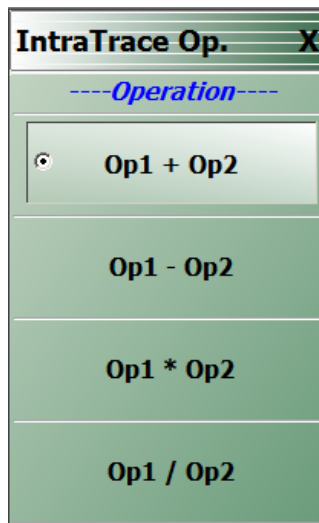 IntraTrace Op. X
----Operation----
Op1 + Op2
Op1 - Op2
Op1 * Op2
Op1 / Op2